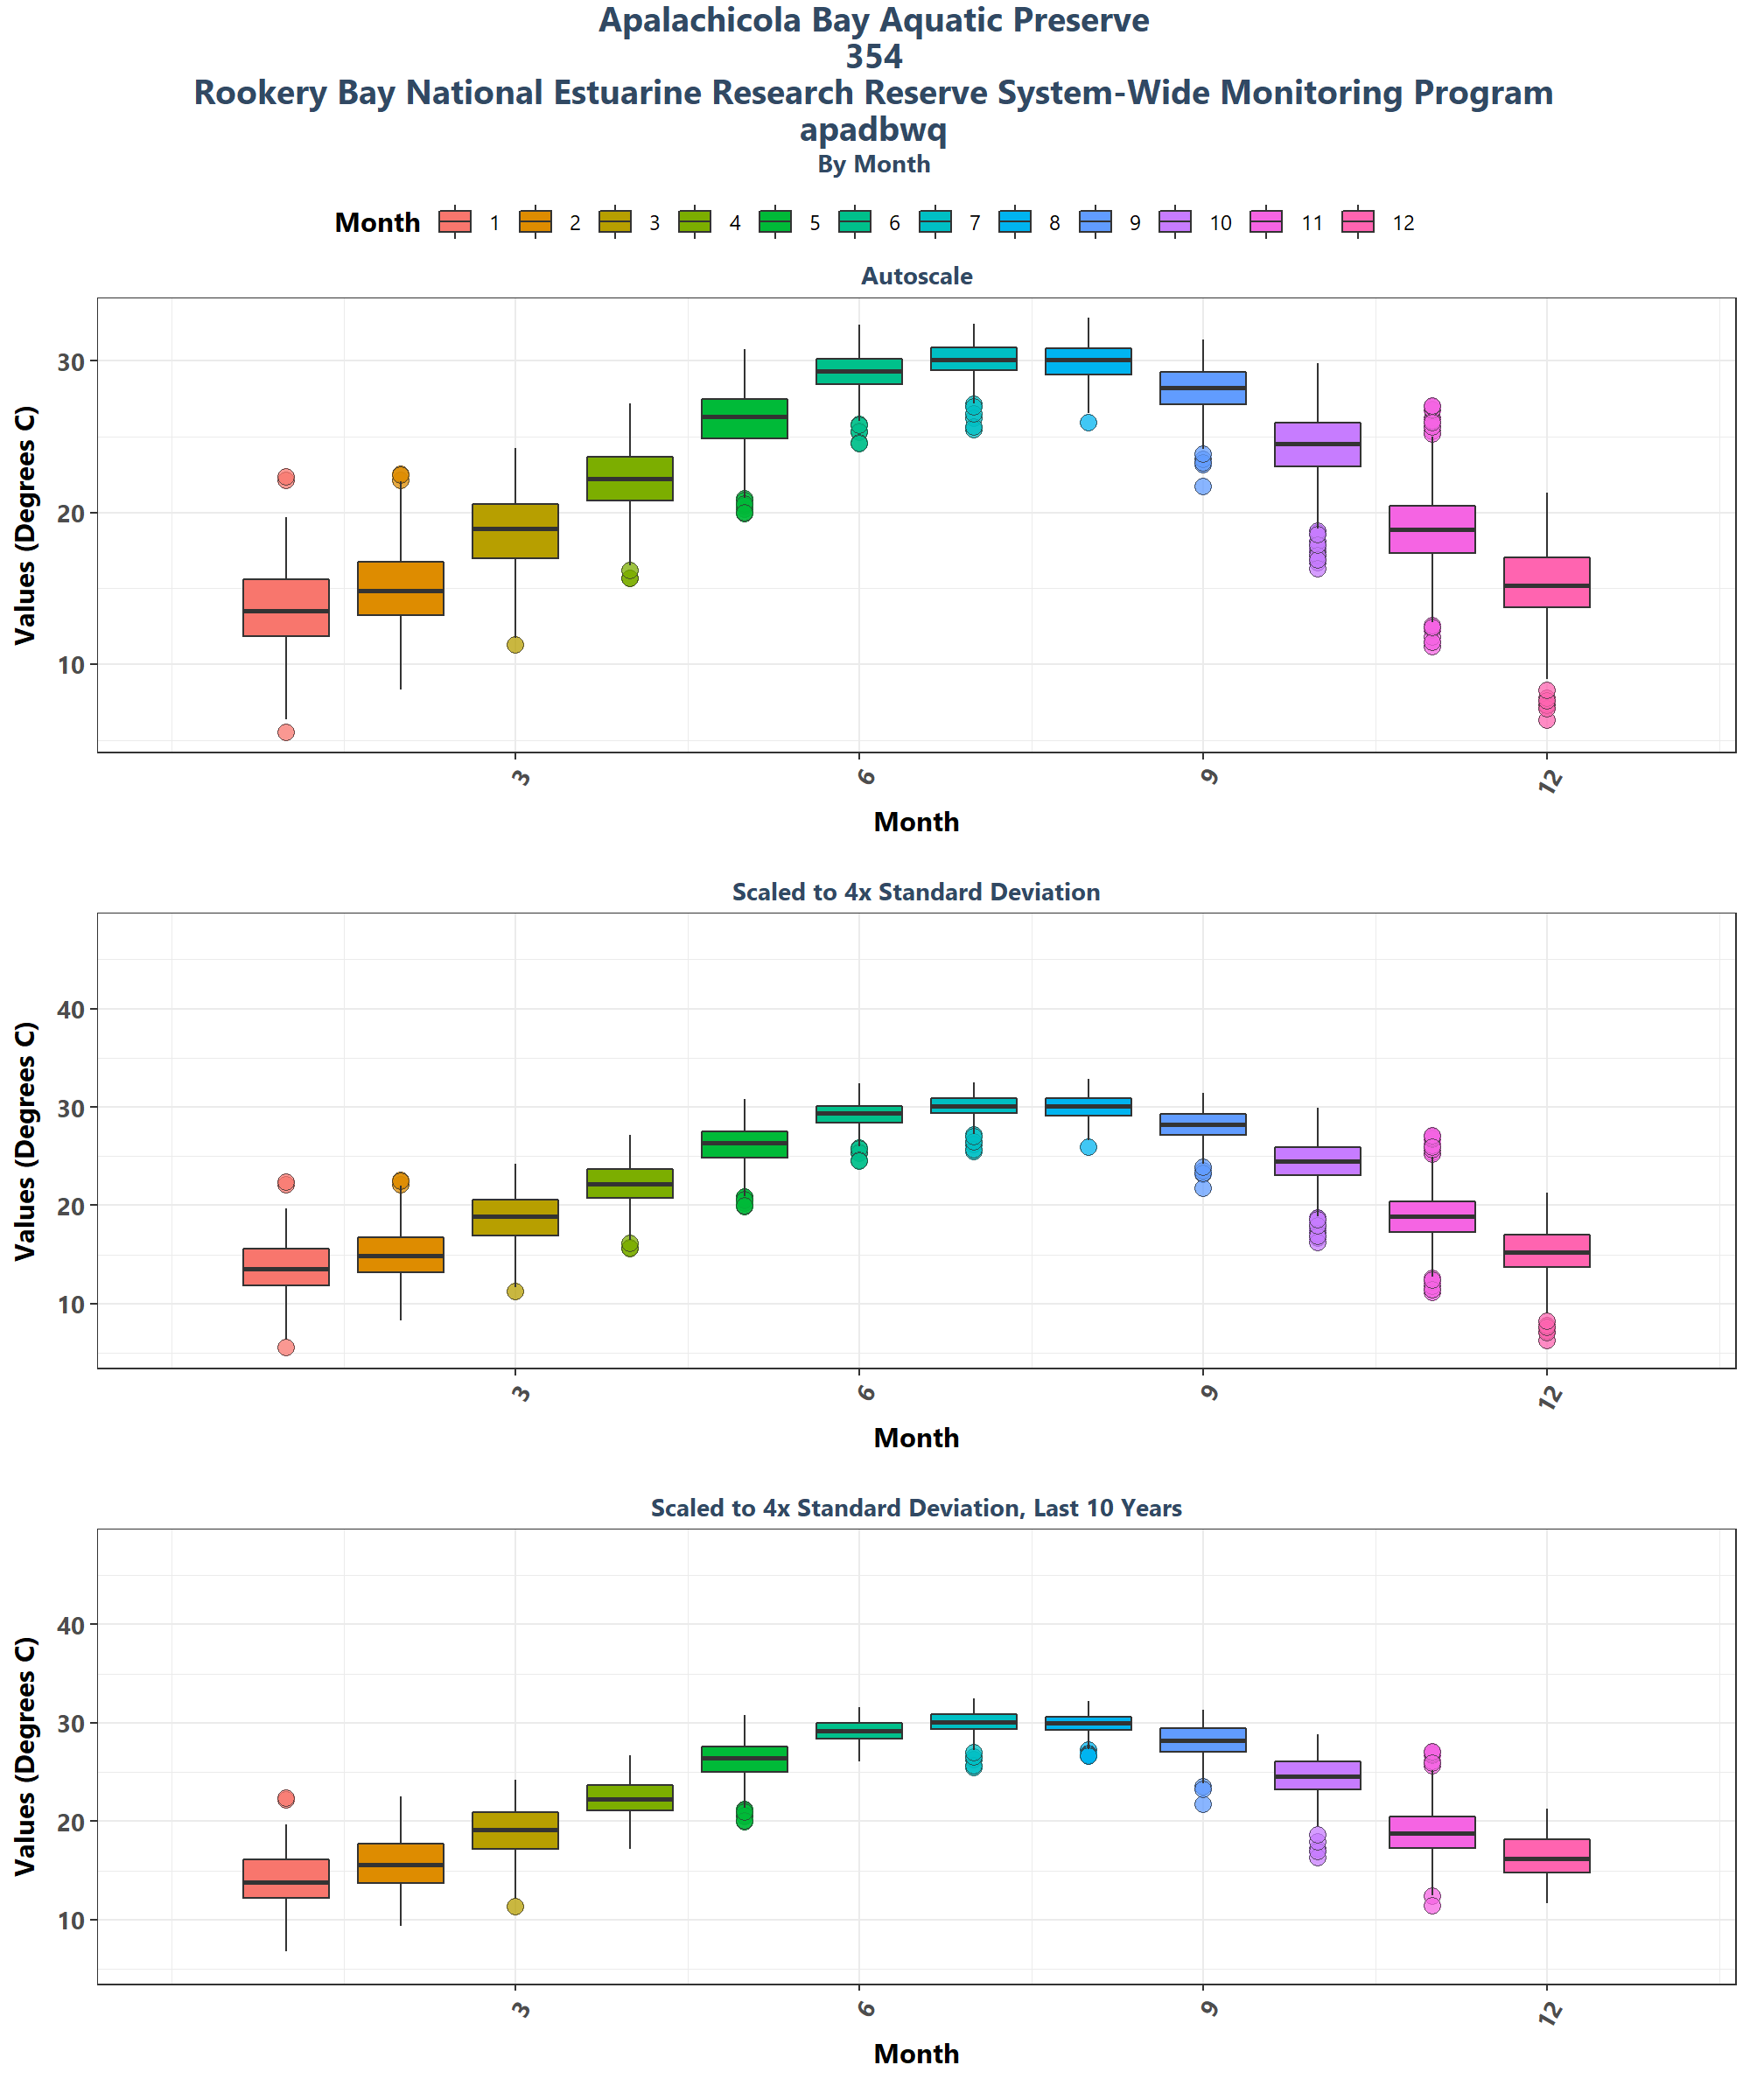 Apalachicola Bay Aquatic Preserve
354
Rookery Bay National Estuarine Research Reserve System-Wide Monitoring Program
apadbwq
By Month
Month 1 2 3 4 5 6 7 8 9 10 11 12
Autoscale
Values (Degrees C)
30
20
10
3 6 9 12
Month
Scaled to 4x Standard Deviation
Values (Degrees C)
40
30
20
10
3 6 9 12
Month
Scaled to 4x Standard Deviation, Last 10 Years
Values (Degrees C)
40
30
20
10
3 6 9 12
Month